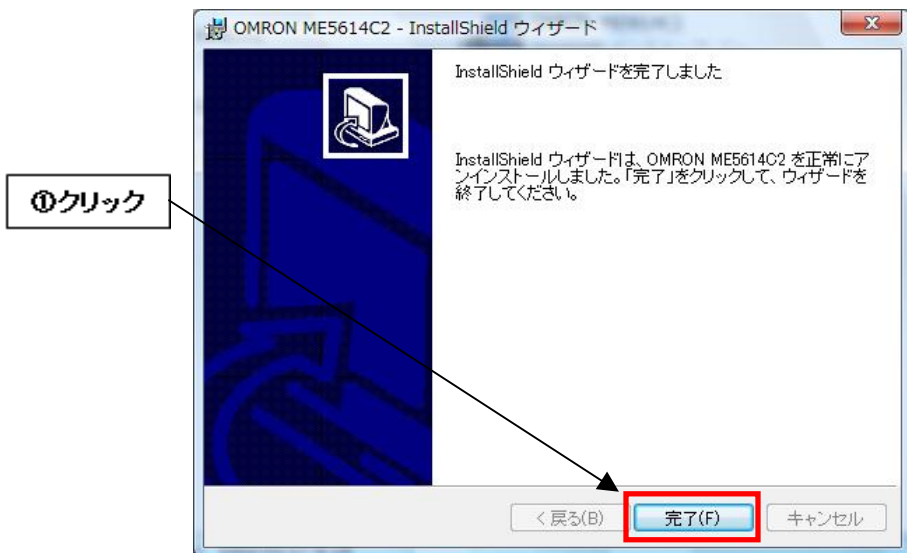 OMRON ME5614C2 - InstallShield ウィザード
InstallShield ウィザードを完了しました
InstallShield ウィザードは、OMRON ME5614C2 を正常にア
ンインストールしました。「完了」をクリックして、ウィザードを
終了してください。
①クリック
< 戻る(B)
完了(F)
キャンセル